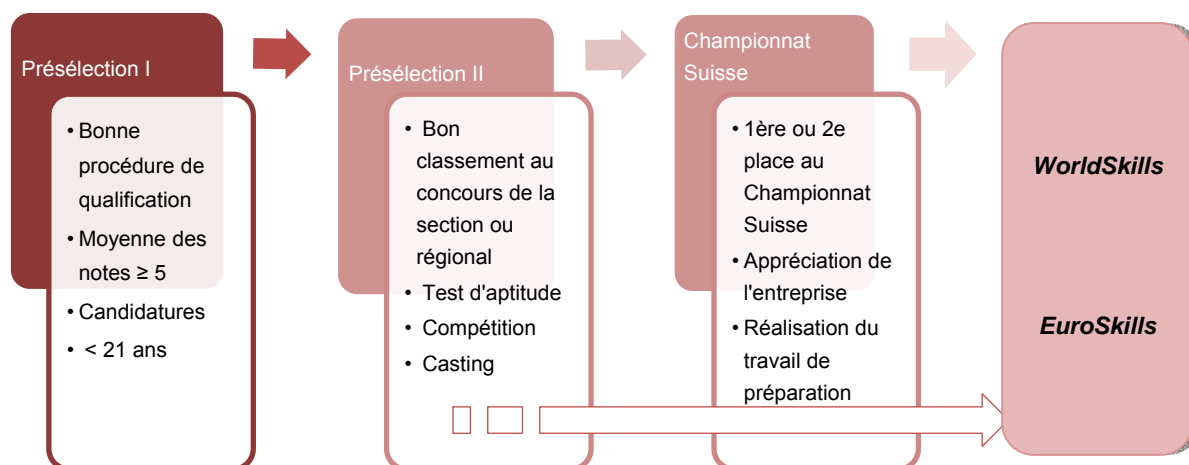 Présélection I
• Bonne
procédure de
qualification
• Moyenne des
notes ≥ 5
• Candidatures
• < 21 ans
Présélection II
• Bon
classement au
concours de la
section ou
régional
• Test d'aptitude
• Compétition
• Casting
Championnat
Suisse
• 1ère ou 2e
place au
Championnat
Suisse
• Appréciation de
l'entreprise
• Réalisation du
travail de
préparation
WorldSkills
EuroSkills